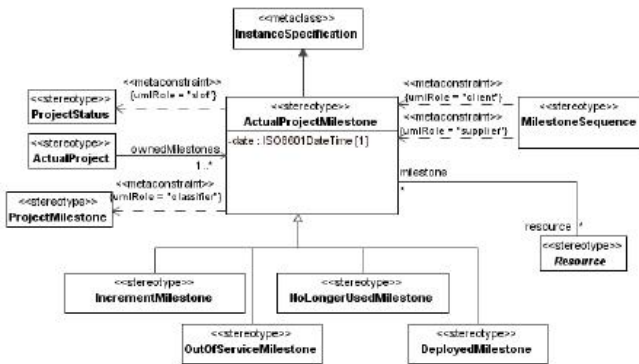 <<metaclass>>
InstanceSpecification
<<metaconstraint>>
{umlRole = "slot"}
<<stereotype>>
ProjectStatus
<<stereotype>>
ActualProject
ownedMilestones
1..*
<<metaconstraint>>
{umlRole = "classifier"}
<<stereotype>>
ProjectMilestone
<<stereotype>>
ActualProjectMilestone
-date : ISO8601DateTime [1]
<<metaconstraint>>
{umlRole = "client"}
<<metaconstraint>>
{umlRole = "supplier"}
<<stereotype>>
MilestoneSequence
milestone
*
resource *
<<stereotype>>
Resource
<<stereotype>>
IncrementMilestone
<<stereotype>>
NoLongerUsedMilestone
<<stereotype>>
OutOfServiceMilestone
<<stereotype>>
DeployedMilestone